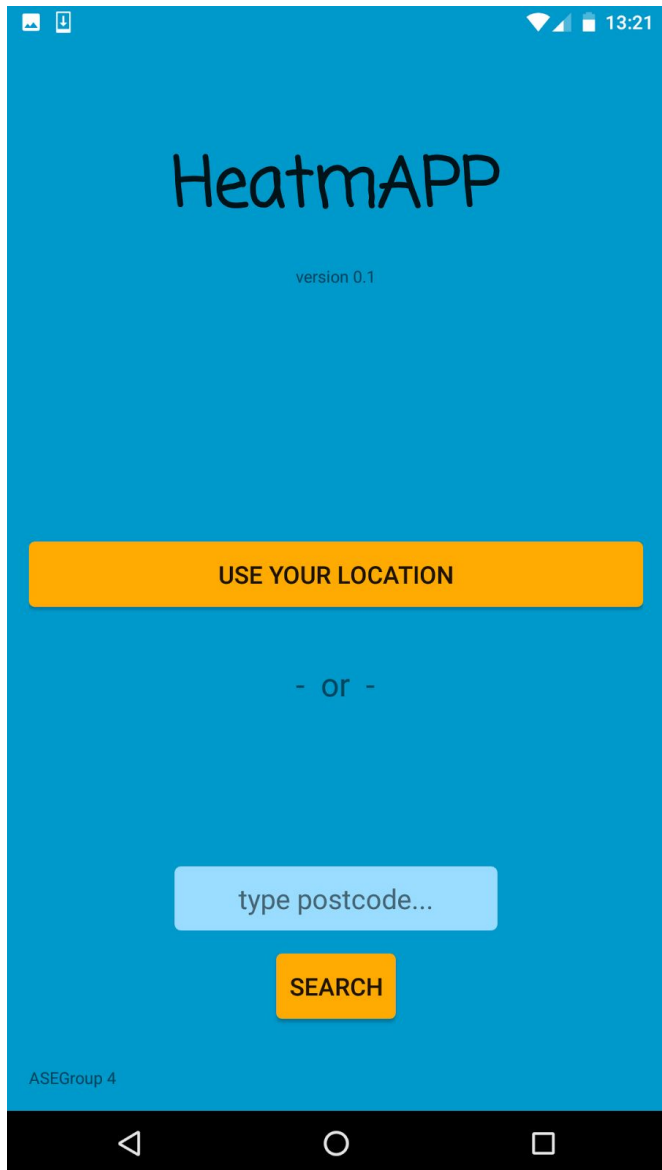 13:21
HeatmAPP
version 0.1
USE YOUR LOCATION
- or -
type postcode...
SEARCH
ASEGroup 4